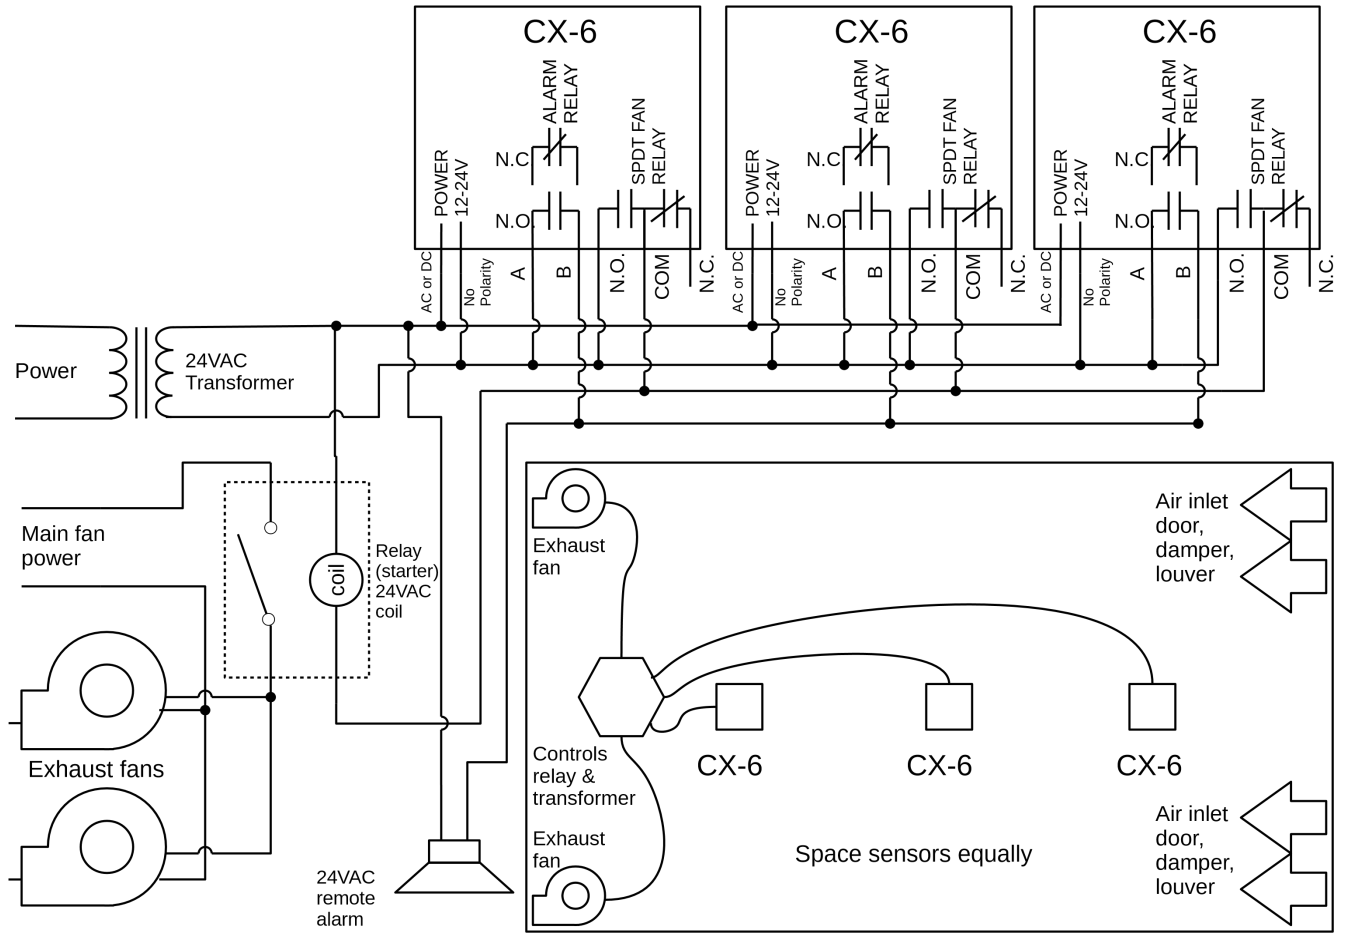 CX-6
ALARM
RELAY
N.C
SPDT FAN
RELAY
POWER
12-24V
N.O.
AC or DC
No
Polarity
A
B
N.O.
COM
N.C.
CX-6
ALARM
RELAY
N.C
SPDT FAN
RELAY
POWER
12-24V
N.O.
AC or DC
No
Polarity
A
B
N.O.
COM
N.C.
CX-6
ALARM
RELAY
N.C
SPDT FAN
RELAY
POWER
12-24V
N.O.
AC or DC
No
Polarity
A
B
N.O.
COM
N.C.
Power
24VAC
Transformer
Main fan
power
coil
Relay
(starter)
24VAC
coil
Exhaust fans
24VAC
remote
alarm
Exhaust
fan
Air inlet
door,
damper,
louver
Controls
relay &
transformer
CX-6
CX-6
CX-6
Exhaust
fan
Space sensors equally
Air inlet
door,
damper,
louver